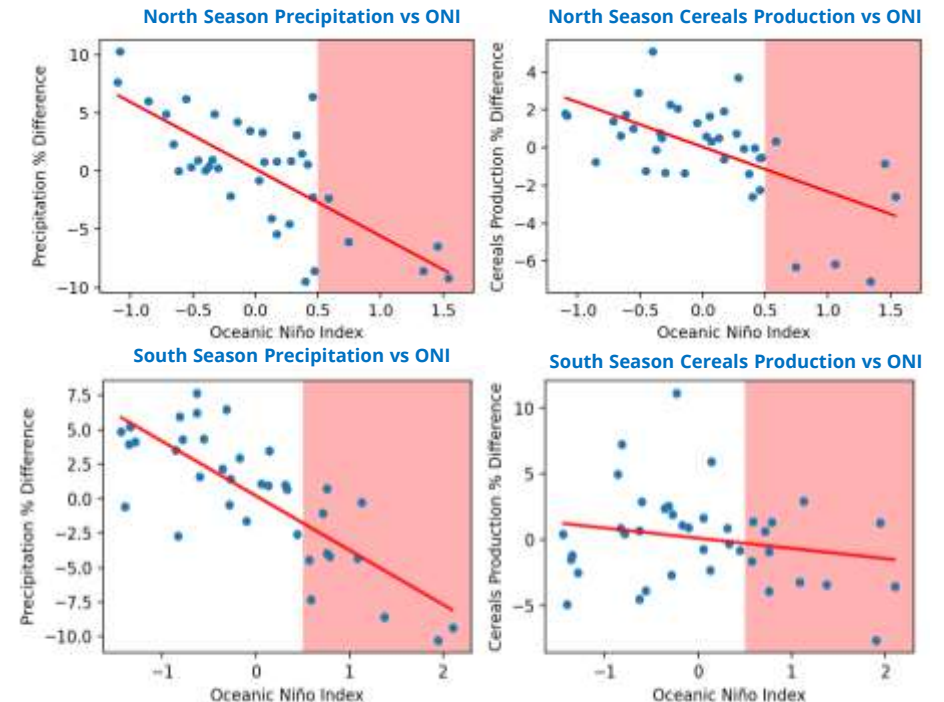 North Season Precipitation vs ONI
10
5
0
−5
−10
Precipitation % Difference
−1.0 −0.5 0.0 0.5 1.0 1.5
Oceanic Niño Index
North Season Cereals Production vs ONI
4
2
0
−2
−4
−6
Cereals Production % Difference
−1.0 −0.5 0.0 0.5 1.0 1.5
Oceanic Niño Index
South Season Precipitation vs ONI
7.5
5.0
2.5
0.0
−2.5
−5.0
−7.5
−10.0
Precipitation % Difference
−1 0 1 2
Oceanic Niño Index
South Season Cereals Production vs ONI
10
5
0
−5
Cereals Production % Difference
−1 0 1 2
Oceanic Niño Index